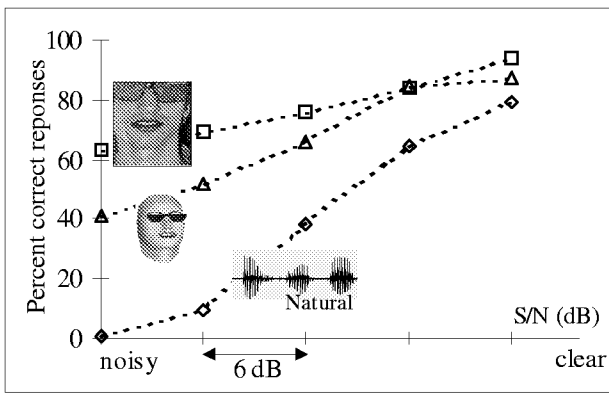 Percent correct reponses
100
80
60
40
20
0
Natural
S/N (dB)
noisy
6 dB
clear